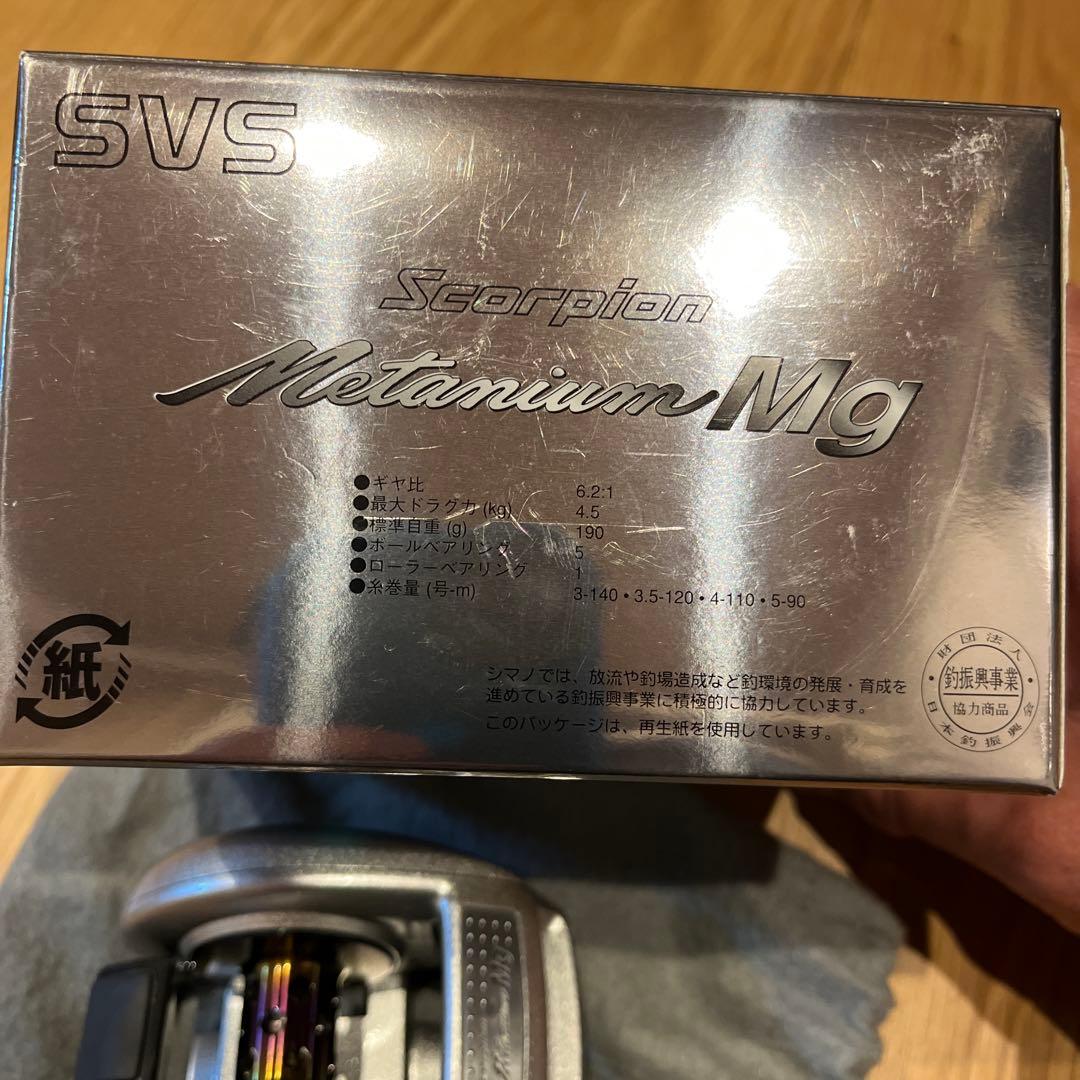 SVS
Scorpion
Metanium Mg
●ギヤ比 6.2:1
●最大ドラグ力 (kg) 4.5
●標準自重 (g) 190
●ボールベアリング 5
●ローラーベアリング 1
●糸巻量 (号-m) 3-140・3.5-120・4-110・5-90
紙
シマノでは、放流や釣場造成など釣環境の発展・育成を
進めている釣振興事業に積極的に協力しています。
このパッケージは、再生紙を使用しています。
財団法人
釣振興事業
協力商品
日本釣振興会
Metanium Mg